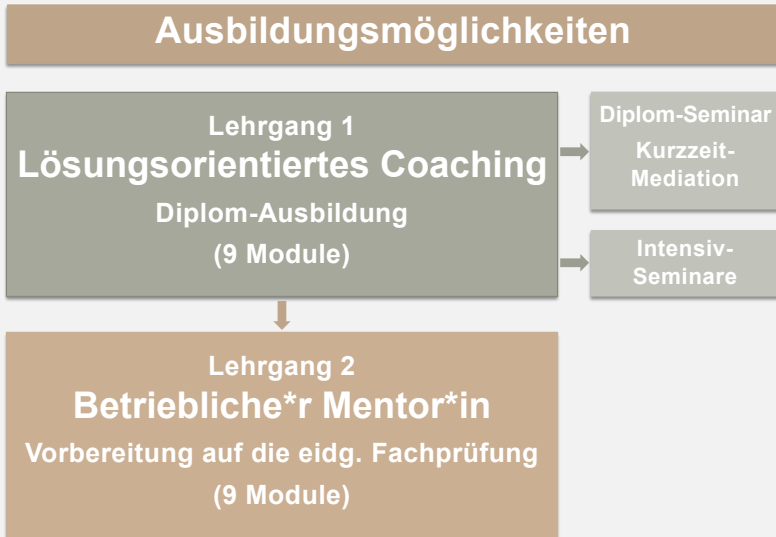 Ausbildungsmöglichkeiten
Lehrgang 1
Lösungsorientiertes Coaching
Diplom-Ausbildung
(9 Module)
Diplom-Seminar
Kurzzeit-
Mediation
Intensiv-
Seminare
Lehrgang 2
Betriebliche*r Mentor*in
Vorbereitung auf die eidg. Fachprüfung
(9 Module)